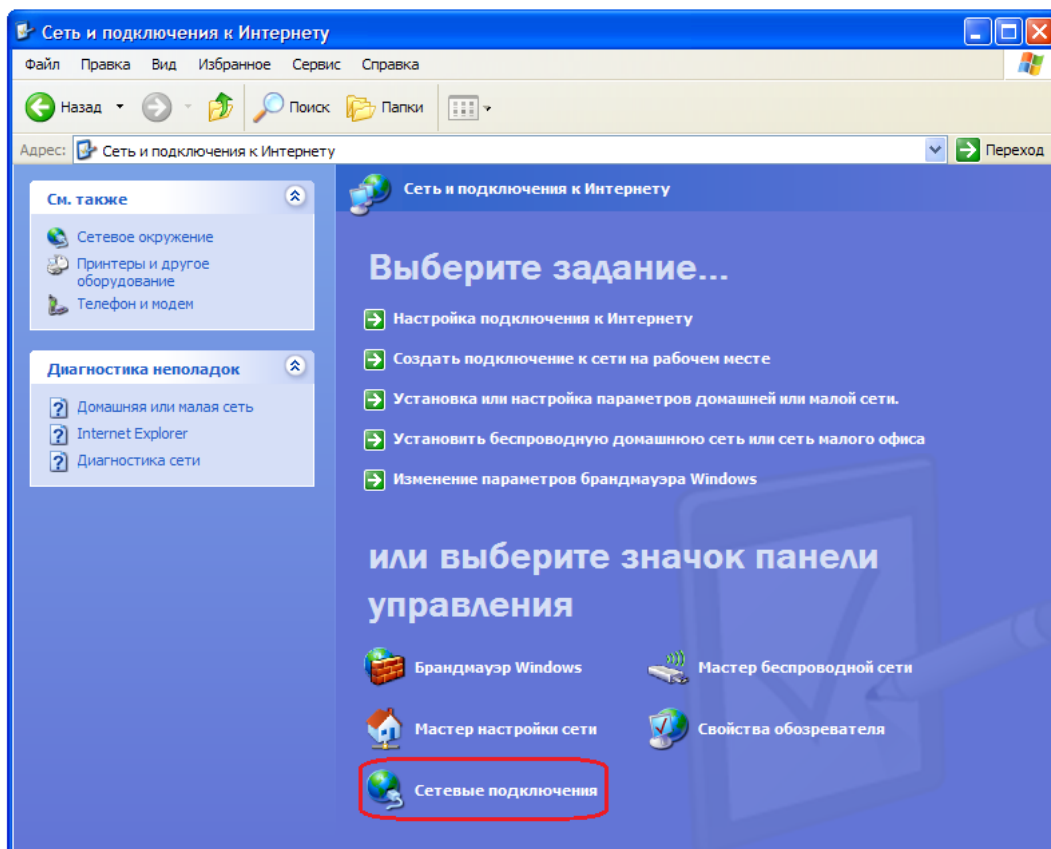 Сеть и подключения к Интернету
Файл Правка Вид Избранное Сервис Справка
Назад Поиск Папки
Адрес: Сеть и подключения к Интернету Переход
См. также
Сетевое окружение
Принтеры и другое
оборудование
Телефон и модем
Диагностика неполадок
Домашняя или малая сеть
Internet Explorer
Диагностика сети
Сеть и подключения к Интернету
Выберите задание...
Настройка подключения к Интернету
Создать подключение к сети на рабочем месте
Установка или настройка параметров домашней или малой сети.
Установить беспроводную домашнюю сеть или сеть малого офиса
Изменение параметров брандмауэра Windows
или выберите значок панели
управления
Брандмауэр Windows Мастер беспроводной сети
Мастер настройки сети Свойства обозревателя
Сетевые подключения